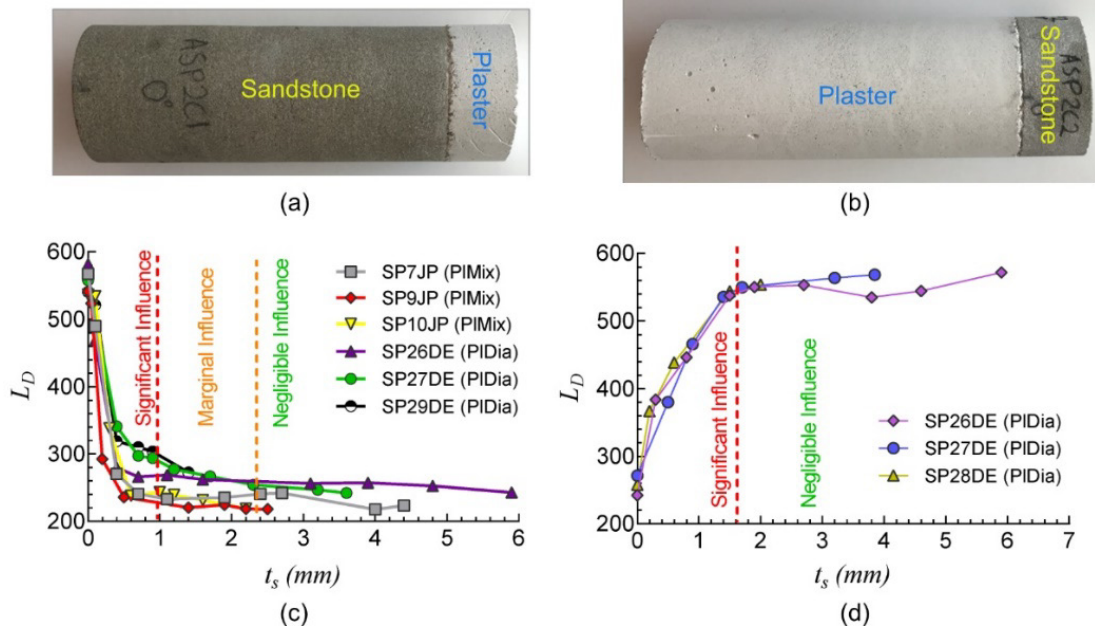 ASP2C1
0°
Sandstone
Plaster
(a)
Plaster
Sandstone
ASP2C2
(b)
600
500
400
300
200
L_D
0
1
2
3
4
5
6
t_s (mm)
Significant Influence
Marginal Influence
Negligible Influence
SP7JP (PlMix)
SP9JP (PlMix)
SP10JP (PlMix)
SP26DE (PlDia)
SP27DE (PlDia)
SP29DE (PlDia)
(c)
600
500
400
300
200
L_D
0
1
2
3
4
5
6
7
t_s (mm)
Significant Influence
Negligible Influence
SP26DE (PlDia)
SP27DE (PlDia)
SP28DE (PlDia)
(d)